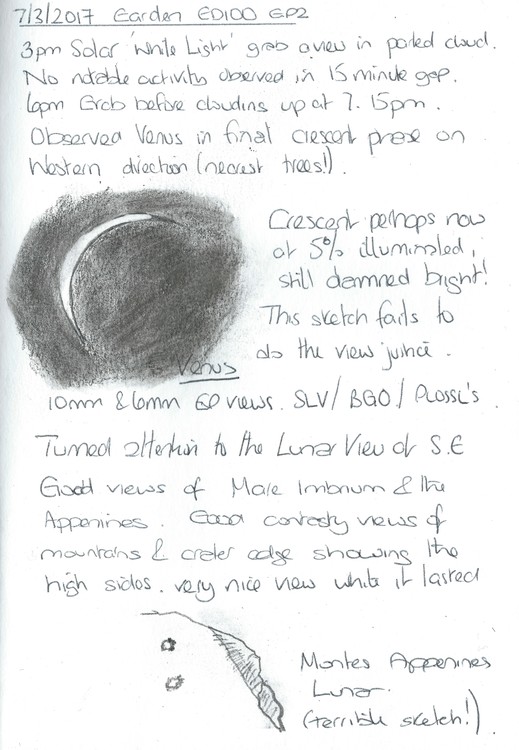 7/3/2017 Garden ED100 GP2
3pm Solar 'White Light' grab a view in parted cloud.
No notable activity observed in 15 minute gap.
6pm Grab before clouding up at 7.15pm.
Observed Venus in final crescent phase on
Western direction (nearest trees!).
Crescent perhaps now
at 5% illuminated,
still damned bright!
This sketch fails to
do the view justice.
Venus
10mm & 6mm EP views. SLV/ BGO/ PLOSSL's
Turned attention to the Lunar View at S.E
Good views of Mare Imbrium & the
Appenines. Good contrasty views of
mountains & crater edge showing the
high sides. very nice view while it lasted
Montes Appenines
Lunar.
(terrible sketch!)